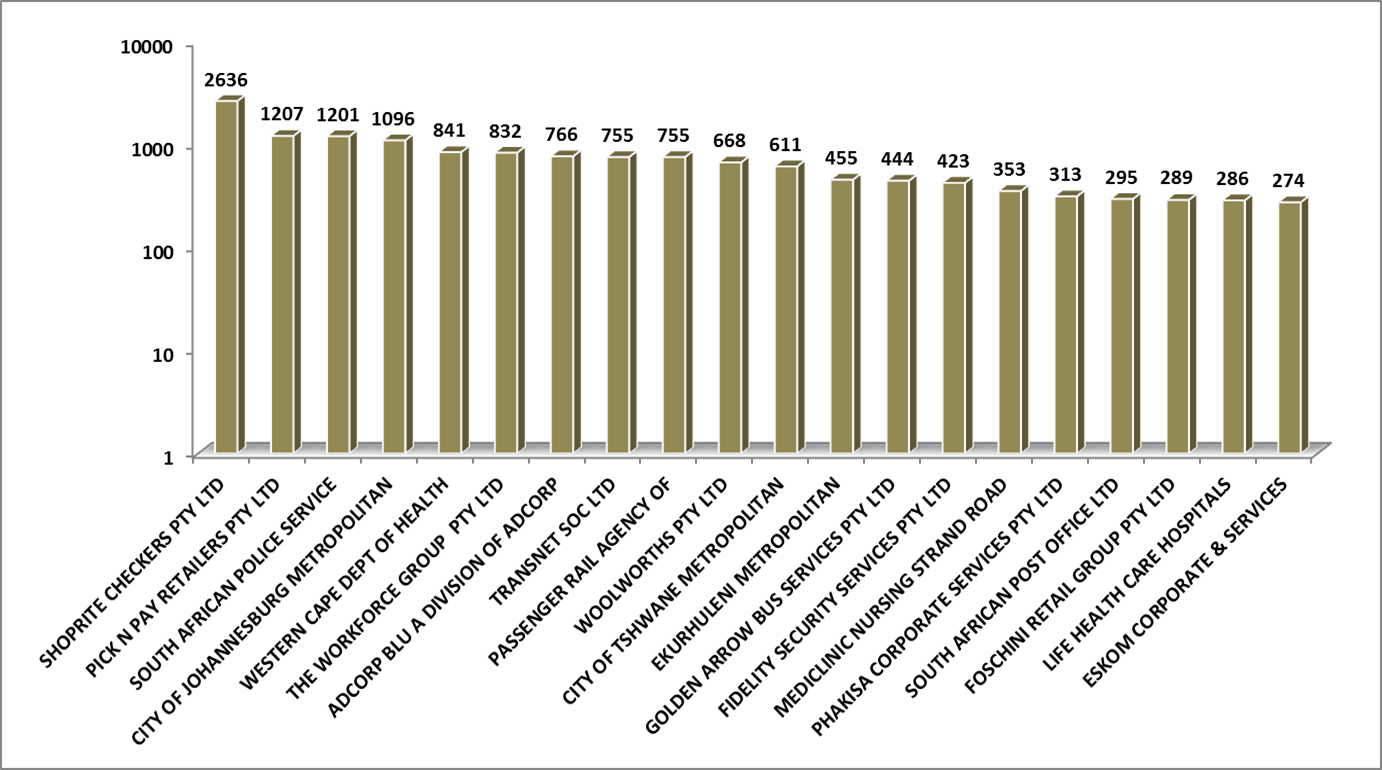 10000
1000
100
10
1
2636
1207
1201
1096
841
832
766
755
755
668
611
455
444
423
353
313
295
289
286
274
SHOPRITE CHECKERS PTY LTD
PICK N PAY RETAILERS PTY LTD
SOUTH AFRICAN POLICE SERVICE
CITY OF JOHANNESBURG METROPOLITAN
WESTERN CAPE DEPT OF HEALTH
THE WORKFORCE GROUP  PTY LTD
ADCORP BLU A DIVISION OF ADCORP
TRANSNET SOC LTD
PASSENGER RAIL AGENCY OF
WOOLWORTHS PTY LTD
CITY OF TSHWANE METROPOLITAN
EKURHULENI METROPOLITAN
GOLDEN ARROW BUS SERVICES PTY LTD
FIDELITY SECURITY SERVICES PTY LTD
MEDICLINIC NURSING STRAND ROAD
PHAKISA CORPORATE SERVICES PTY LTD
SOUTH AFRICAN POST OFFICE LTD
FOSCHINI RETAIL GROUP PTY LTD
LIFE HEALTH CARE HOSPITALS
ESKOM CORPORATE & SERVICES